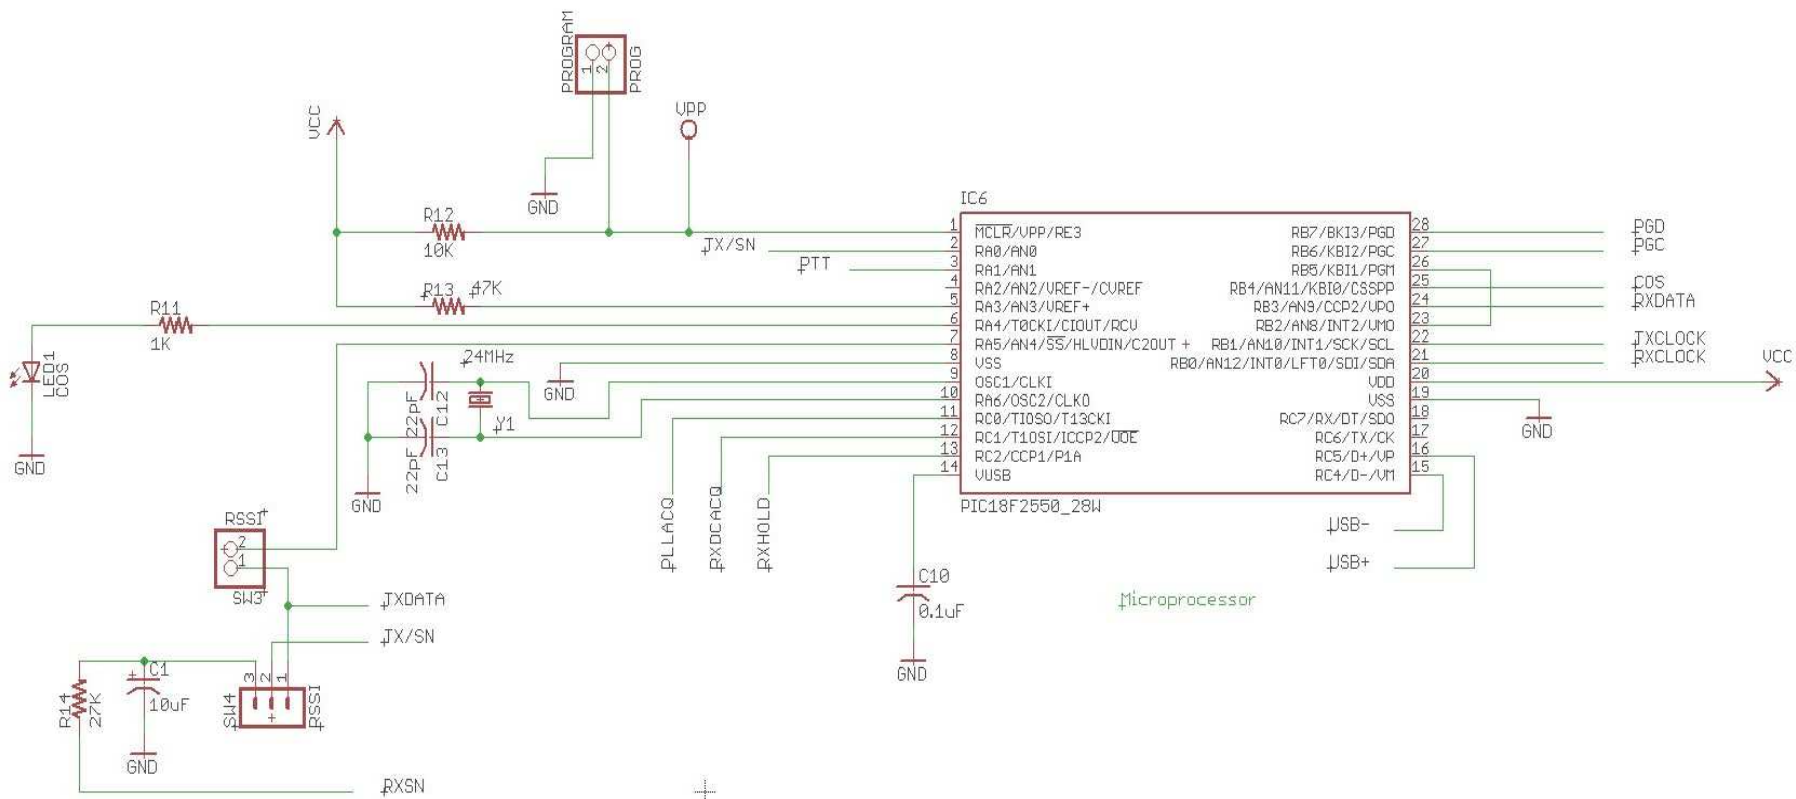 PROGRAM
1
2
PROG
VCC
VPP
GND
R12
10K
TX/SN
PTT
R13
47K
R11
1K
LED1
COS
GND
24MHz
22pF
C12
22pF
C13
Y1
GND
GND
IC6
1 MCLR/VPP/RE3
2 RA0/AN0
3 RA1/AN1
4 RA2/AN2/VREF-/CVREF
5 RA3/AN3/VREF+
6 RA4/T0CKI/CIOUT/RCV
7 RA5/AN4/SS/HLVDIN/C2OUT
8 VSS
9 OSC1/CLKI
10 RA6/OSC2/CLKO
11 RC0/TIOSO/T13CKI
12 RC1/T1OSI/ICCP2/UOE
13 RC2/CCP1/P1A
14 VUSB
RB7/BKI3/PGD 28
RB6/KBI2/PGC 27
RB5/KBI1/PGM 26
RB4/AN11/KBI0/CSSPP 25
RB3/AN9/CCP2/VPO 24
RB2/AN8/INT2/VMO 23
RB1/AN10/INT1/SCK/SCL 22
RB0/AN12/INT0/LFT0/SDI/SDA 21
VDD 20
VSS 19
RC7/RX/DT/SDO 18
RC6/TX/CK 17
RC5/D+/VP 16
RC4/D-/VM 15
PIC18F2550_28W
PGD
PGC
COS
RXDATA
TXCLOCK
RXCLOCK
VCC
GND
PLLACQ
RXDCACQ
RXHOLD
USB-
USB+
C10
0.1uF
GND
Microprocessor
RSSI
2
1
SW3
TXDATA
TX/SN
R14
27K
C1
10uF
GND
3
2
1
SW4
RSSI
RXSN